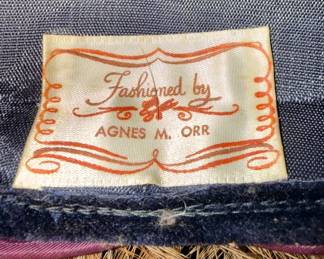 Fashioned by
AGNES M. ORR